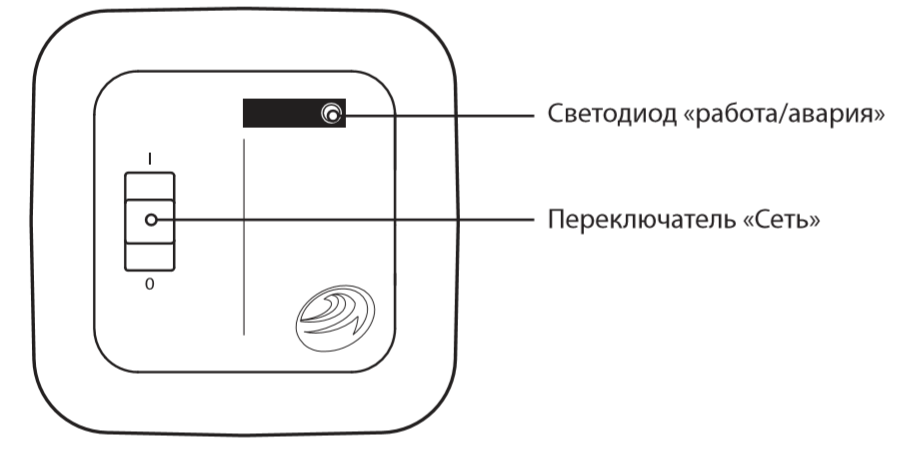 Светодиод «работа/авария»
I
Переключатель «Сеть»
0